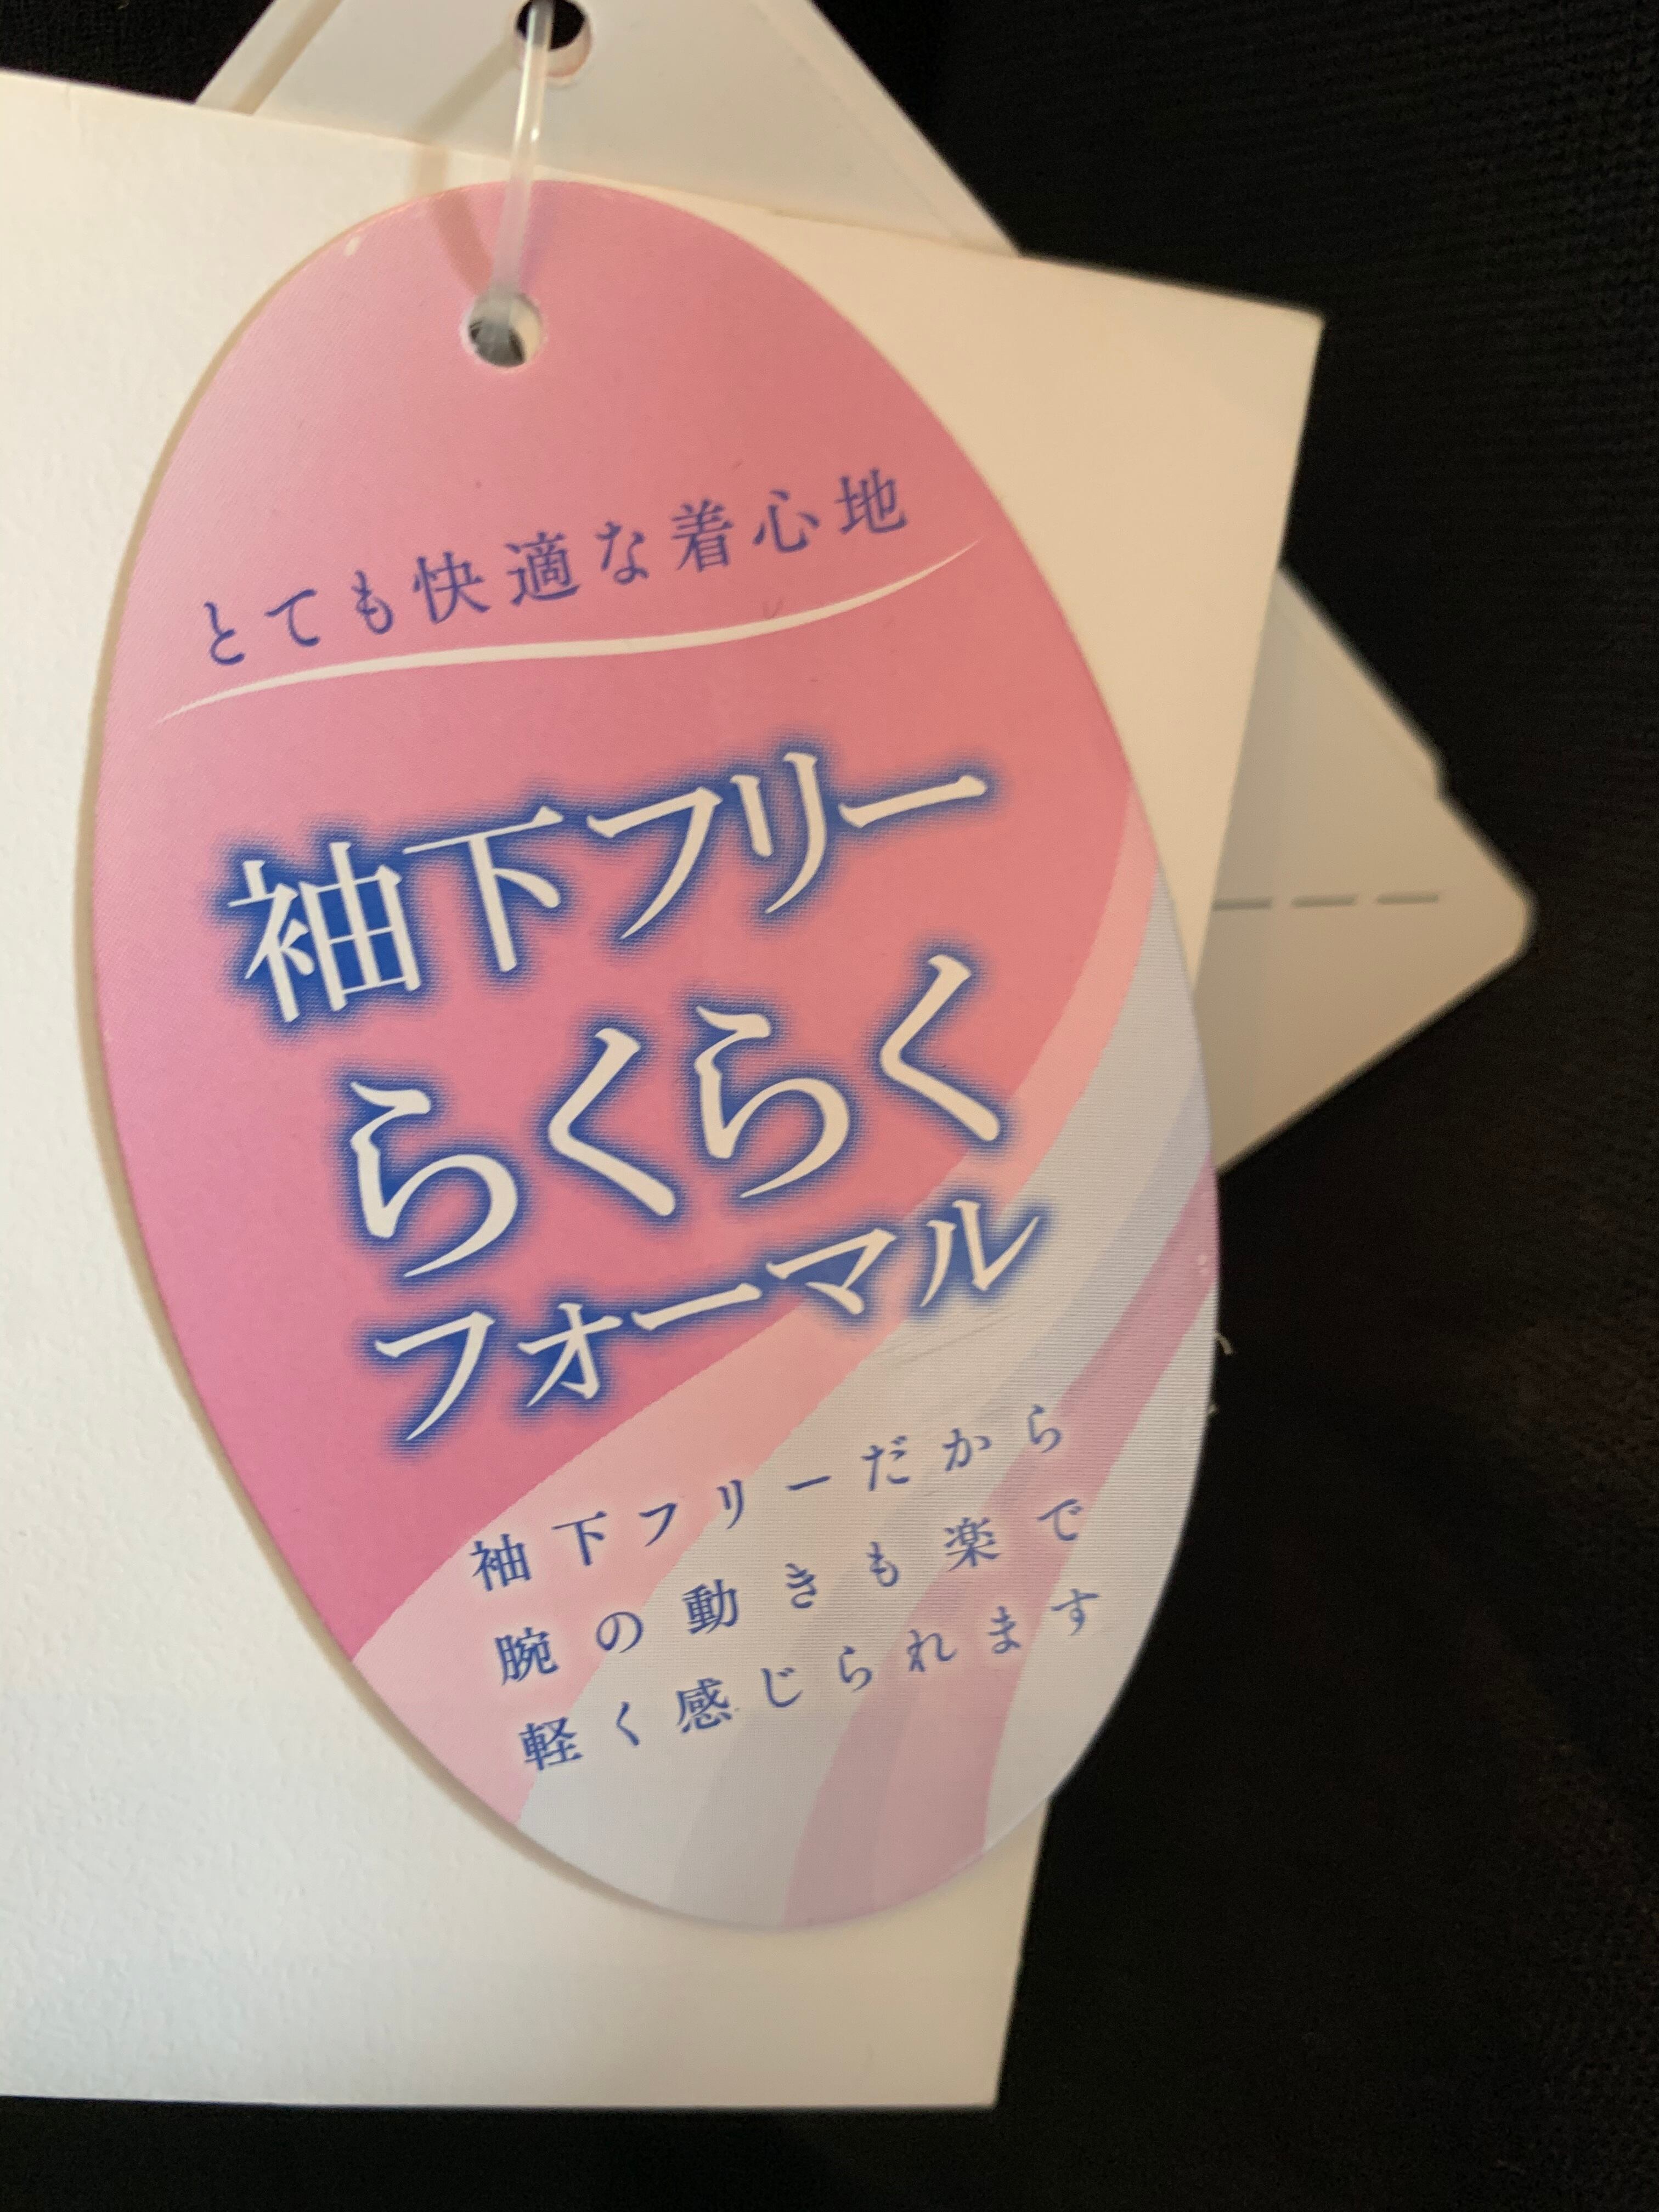 とても快適な着心地
袖下フリー
らくらく
フォーマル
袖下フリーだから
腕の動きも楽で
軽く感じられます